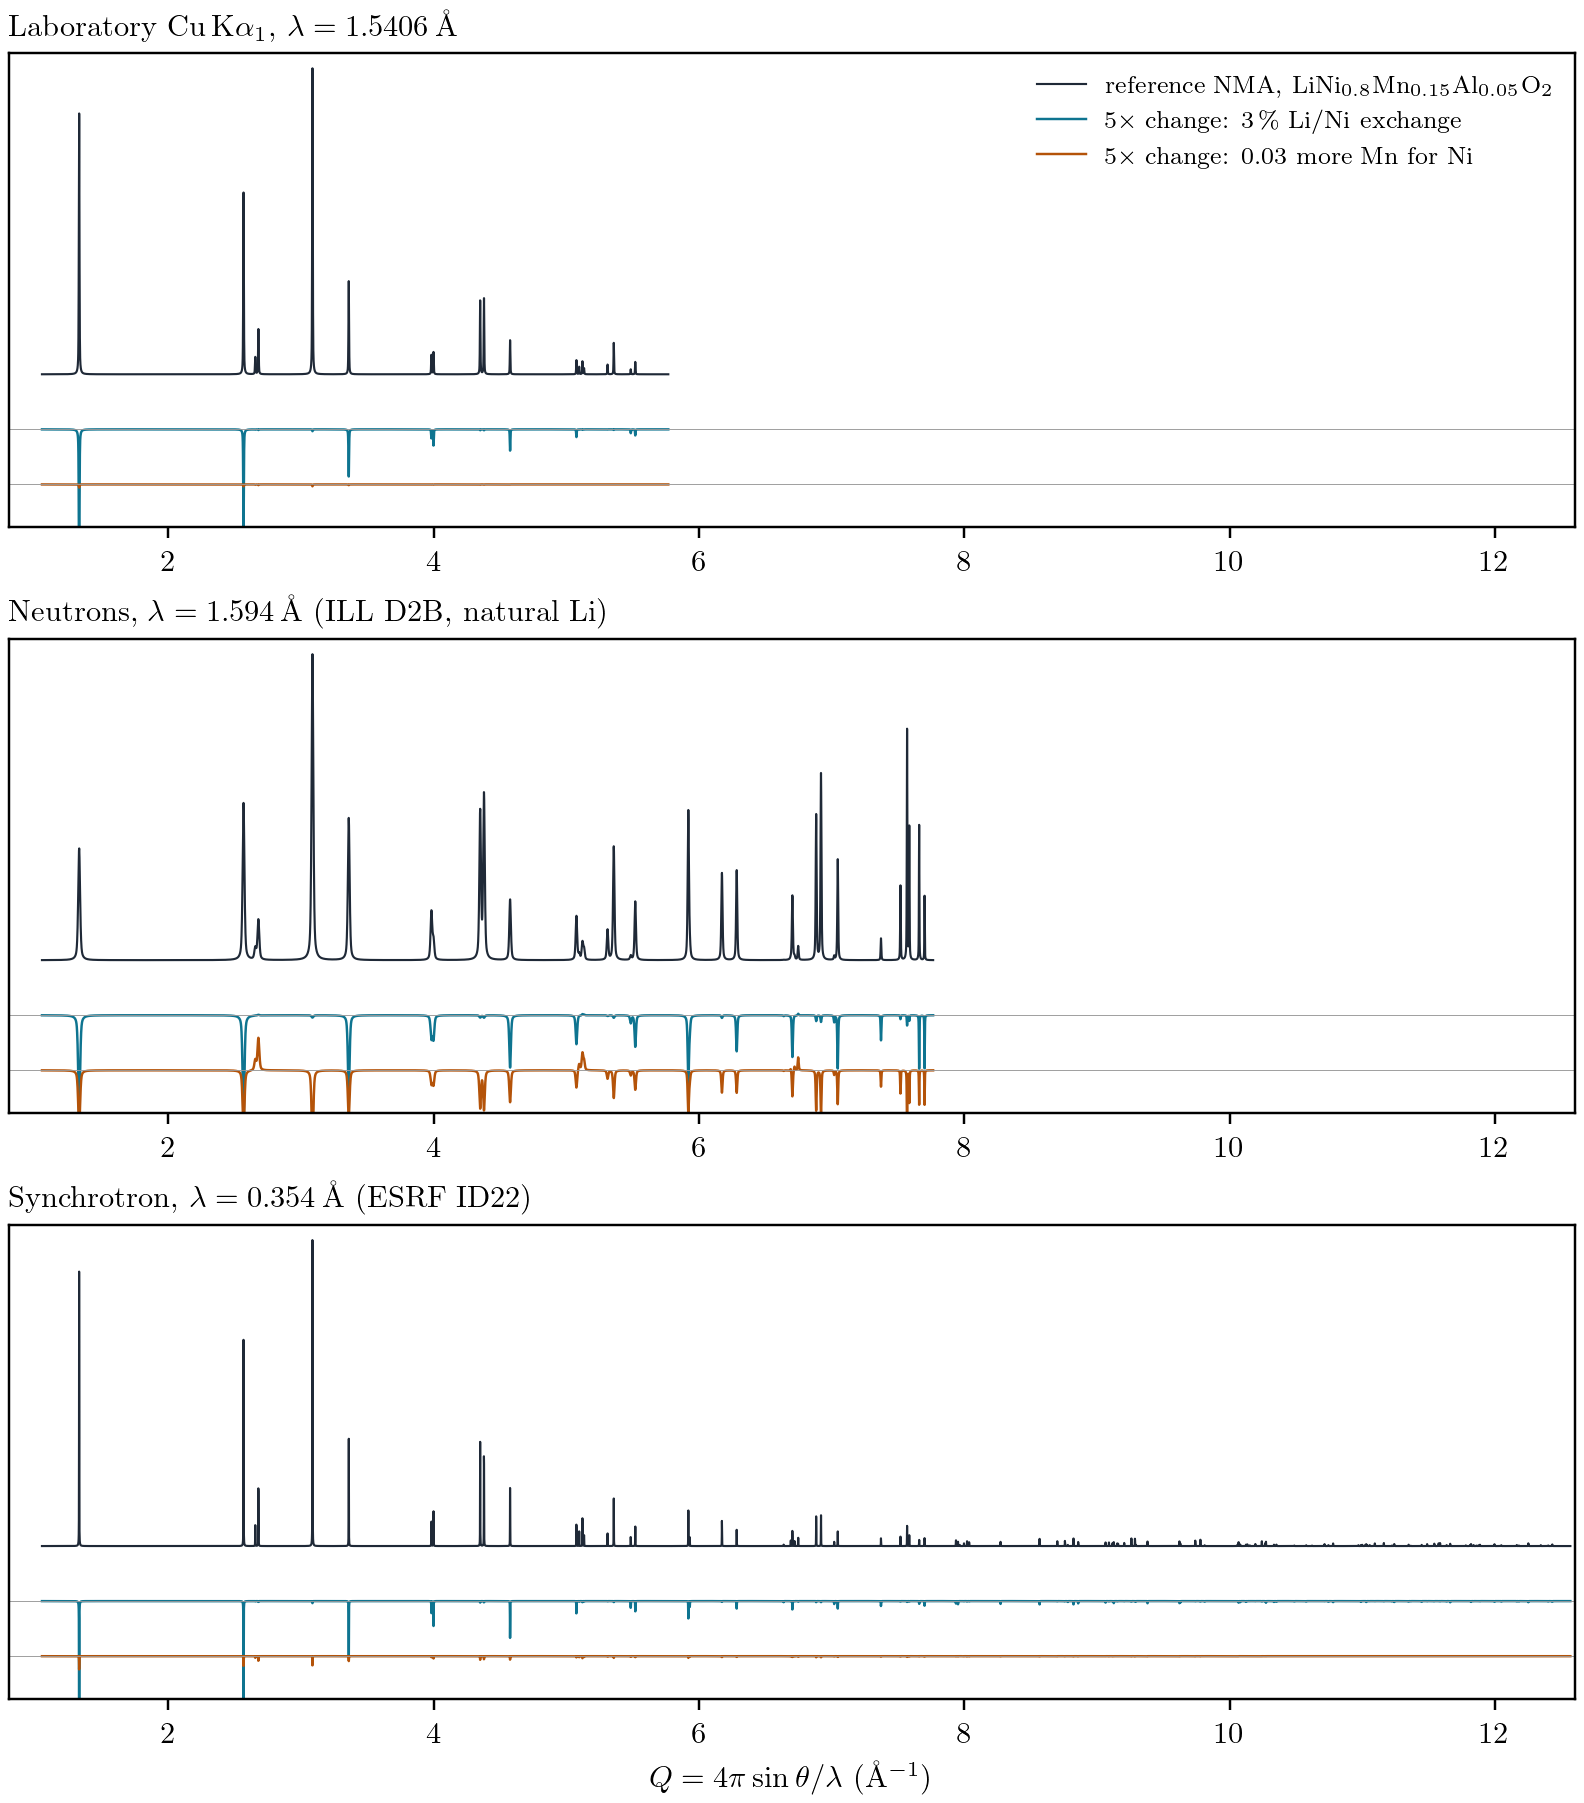 Laboratory Cu Kα₁, λ = 1.5406 Å
reference NMA, LiNi₀.₈Mn₀.₁₅Al₀.₀₅O₂
5× change: 3 % Li/Ni exchange
5× change: 0.03 more Mn for Ni
2 4 6 8 10 12
Neutrons, λ = 1.594 Å (ILL D2B, natural Li)
2 4 6 8 10 12
Synchrotron, λ = 0.354 Å (ESRF ID22)
2 4 6 8 10 12
Q = 4π sin θ/λ (Å⁻¹)